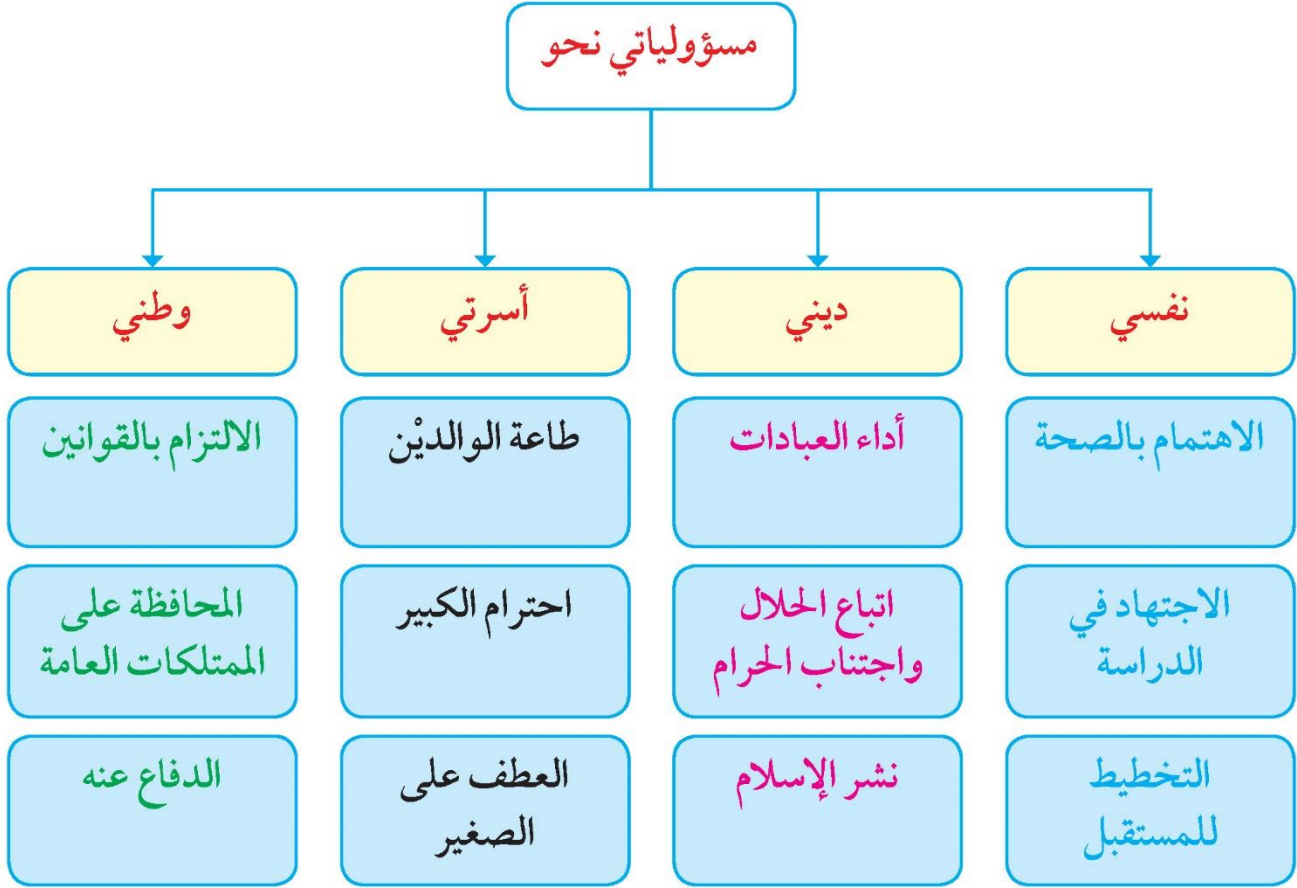 مسؤولياتي نحو
نفسي
ديني
أسرتي
وطني
الاهتمام بالصحة
أداء العبادات
طاعة الوالديْن
الالتزام بالقوانين
الاجتهاد في
الدراسة
اتباع الحلال
واجتناب الحرام
احترام الكبير
المحافظة على
الممتلكات العامة
التخطيط
للمستقبل
نشر الإسلام
العطف على
الصغير
الدفاع عنه